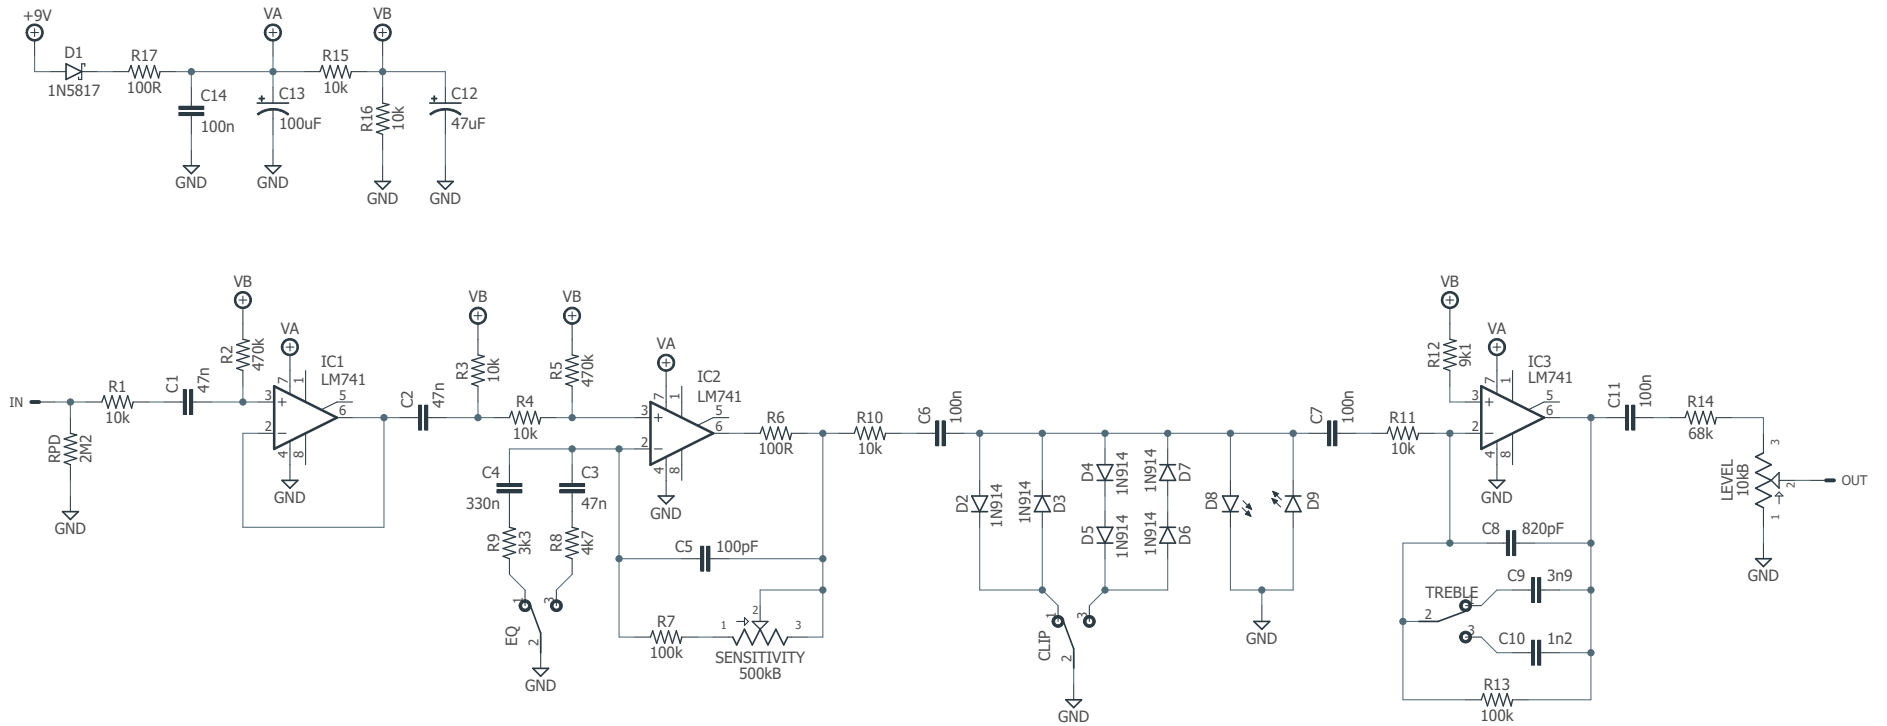 +9V
VA
VB
D1
1N5817
R17
100R
R15
10k
C14
100n
C13
100uF
R16
10k
C12
47uF
GND
GND
GND
GND
IN
RPD
2M2
GND
R1
10k
C1
47n
VB
R2
470k
VA
IC1
LM741
7
1
3
2
5
6
4
8
GND
C2
47n
VB
R3
10k
R4
10k
VB
R5
470k
VA
IC2
LM741
7
1
3
2
5
6
4
8
GND
C4
330n
C3
47n
R9
3k3
R8
4k7
1
3
EQ
2
GND
R6
100R
C5
100pF
R7
100k
1
2
3
SENSITIVITY
500kB
R10
10k
C6
100n
D2
1N914
1N914
D3
D4
1N914
1N914
D7
D5
1N914
1N914
D6
D8
D9
1
3
CLIP
2
GND
GND
C7
100n
R11
10k
VB
R12
9k1
VA
IC3
LM741
7
1
3
2
5
6
4
8
GND
C8
820pF
C9
3n9
TREBLE
1
2
3
C10
1n2
R13
100k
C11
100n
R14
68k
LEVEL
10kB
3
2
1
OUT
GND